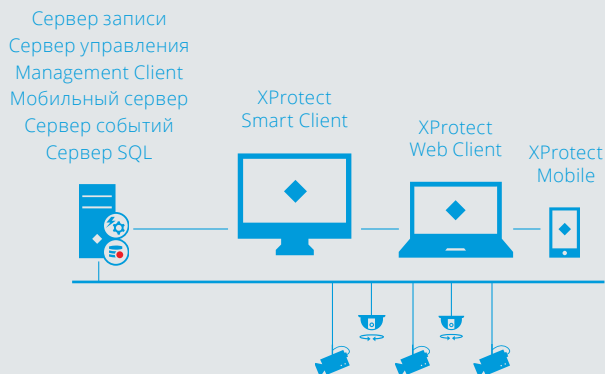 Сервер записи
Сервер управления
Management Client
Мобильный сервер
Сервер событий
Сервер SQL
XProtect
Smart Client
XProtect
Web Client
XProtect
Mobile